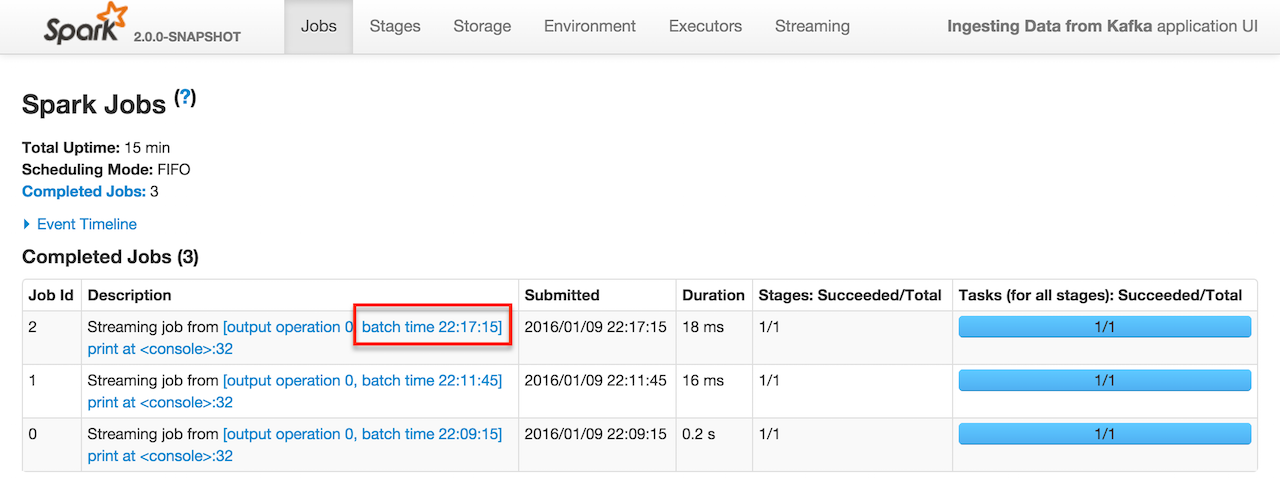 Spark 2.0.0-SNAPSHOT Jobs Stages Storage Environment Executors Streaming Ingesting Data from Kafka application UI
Spark Jobs (?)
Total Uptime: 15 min
Scheduling Mode: FIFO
Completed Jobs: 3
Event Timeline
Completed Jobs (3)
Job Id Description Submitted Duration Stages: Succeeded/Total Tasks (for all stages): Succeeded/Total
2 Streaming job from [output operation 0, batch time 22:17:15] 2016/01/09 22:17:15 18 ms 1/1 1/1
print at <console>:32
1 Streaming job from [output operation 0, batch time 22:11:45] 2016/01/09 22:11:45 16 ms 1/1 1/1
print at <console>:32
0 Streaming job from [output operation 0, batch time 22:09:15] 2016/01/09 22:09:15 0.2 s 1/1 1/1
print at <console>:32